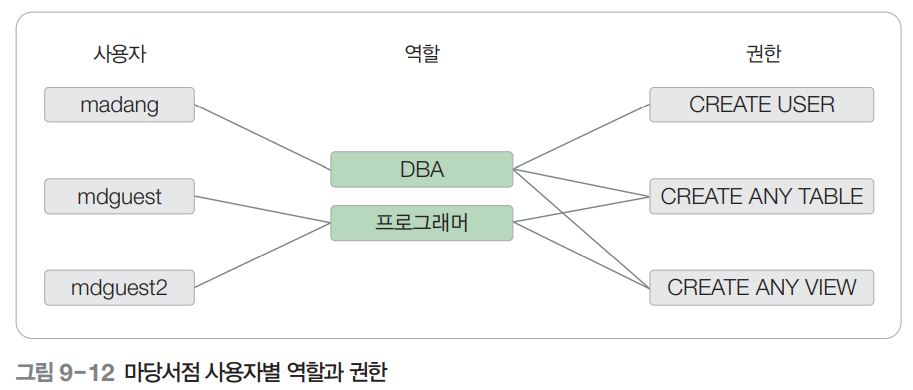 사용자 역할 권한
madang CREATE USER
DBA
mdguest CREATE ANY TABLE
프로그래머
mdguest2 CREATE ANY VIEW
그림 9-12 마당서점 사용자별 역할과 권한